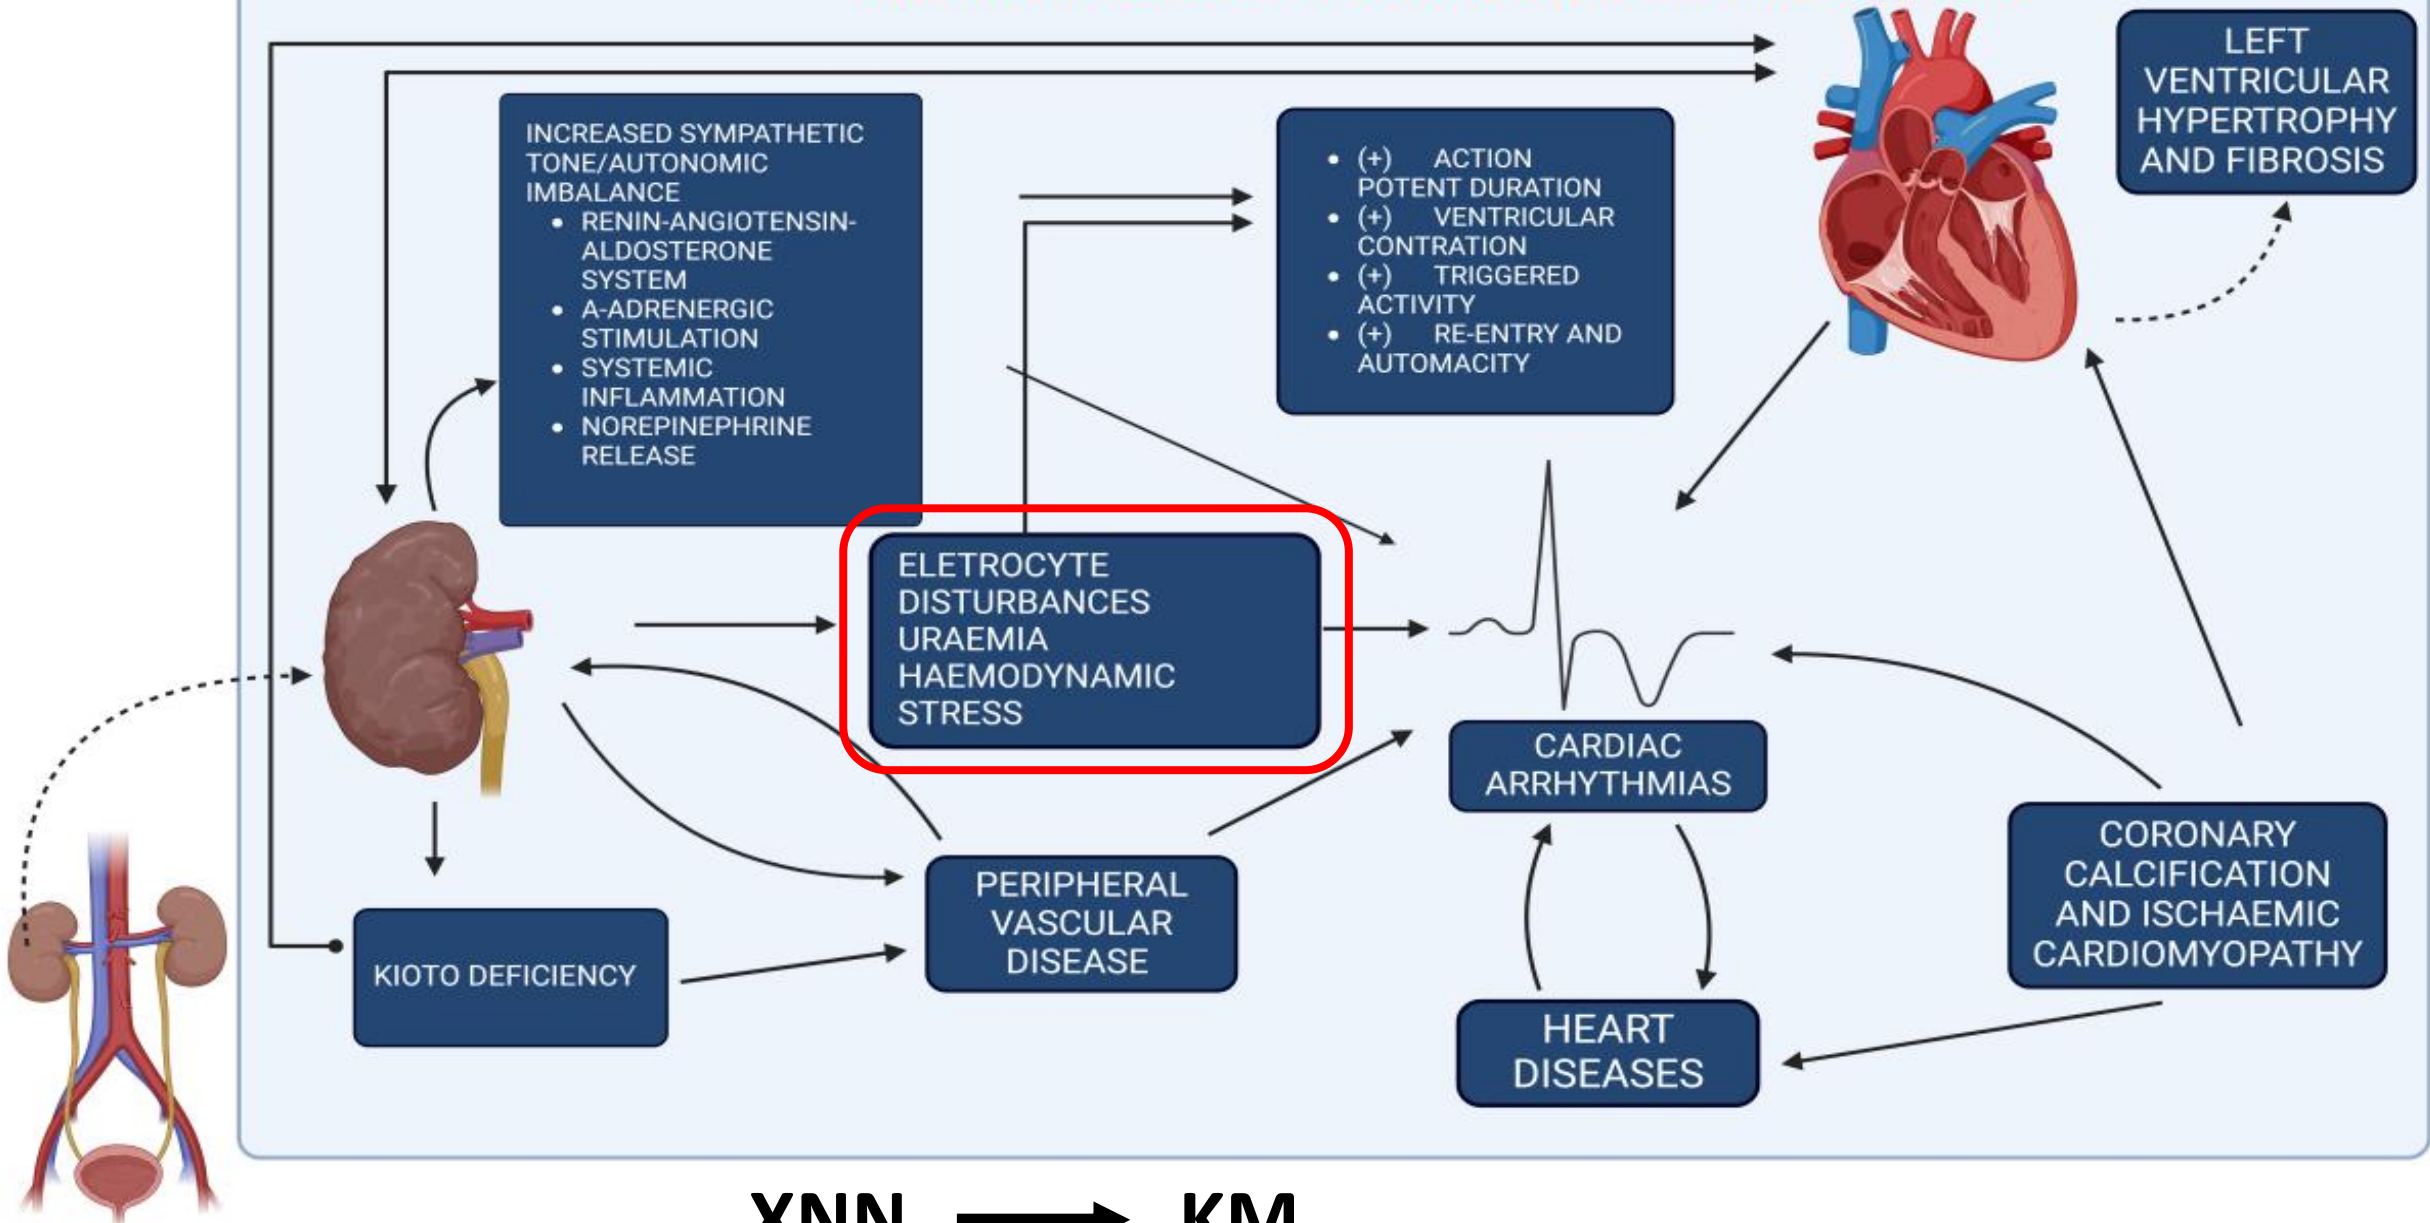 INCREASED SYMPATHETIC
TONE/AUTONOMIC
IMBALANCE
• RENIN-ANGIOTENSIN-
ALDOSTERONE
SYSTEM
• A-ADRENERGIC
STIMULATION
• SYSTEMIC
INFLAMMATION
• NOREPINEPHRINE
RELEASE
• (+) ACTION
POTENT DURATION
• (+) VENTRICULAR
CONTRATION
• (+) TRIGGERED
ACTIVITY
• (+) RE-ENTRY AND
AUTOMACITY
LEFT
VENTRICULAR
HYPERTROPHY
AND FIBROSIS
ELETROCYTE
DISTURBANCES
URAEMIA
HAEMODYNAMIC
STRESS
CARDIAC
ARRHYTHMIAS
PERIPHERAL
VASCULAR
DISEASE
KIOTO DEFICIENCY
CORONARY
CALCIFICATION
AND ISCHAEMIC
CARDIOMYOPATHY
HEART
DISEASES